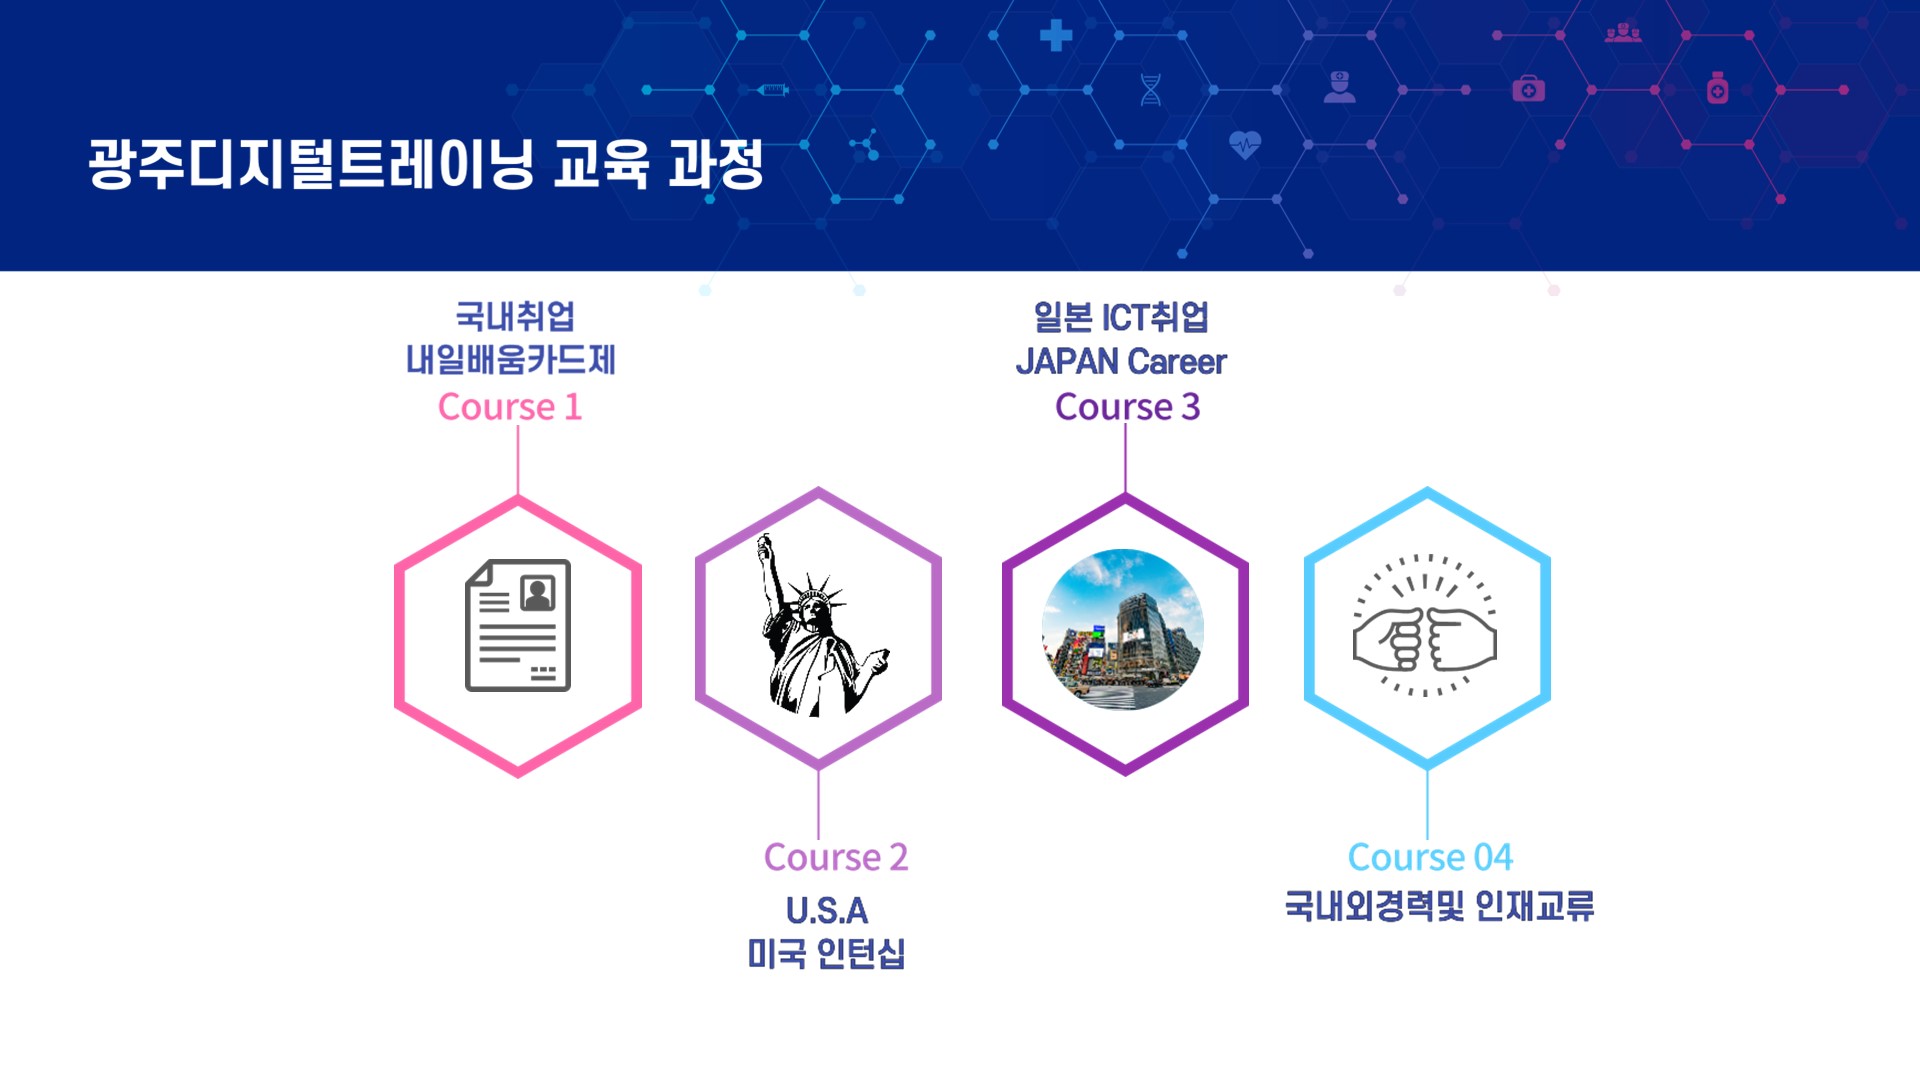 광주디지털트레이닝 교육 과정
국내취업
내일배움카드제
Course 1
일본 ICT취업
JAPAN Career
Course 3
Course 2
U.S.A
미국 인턴십
Course 04
국내외경력및 인재교류